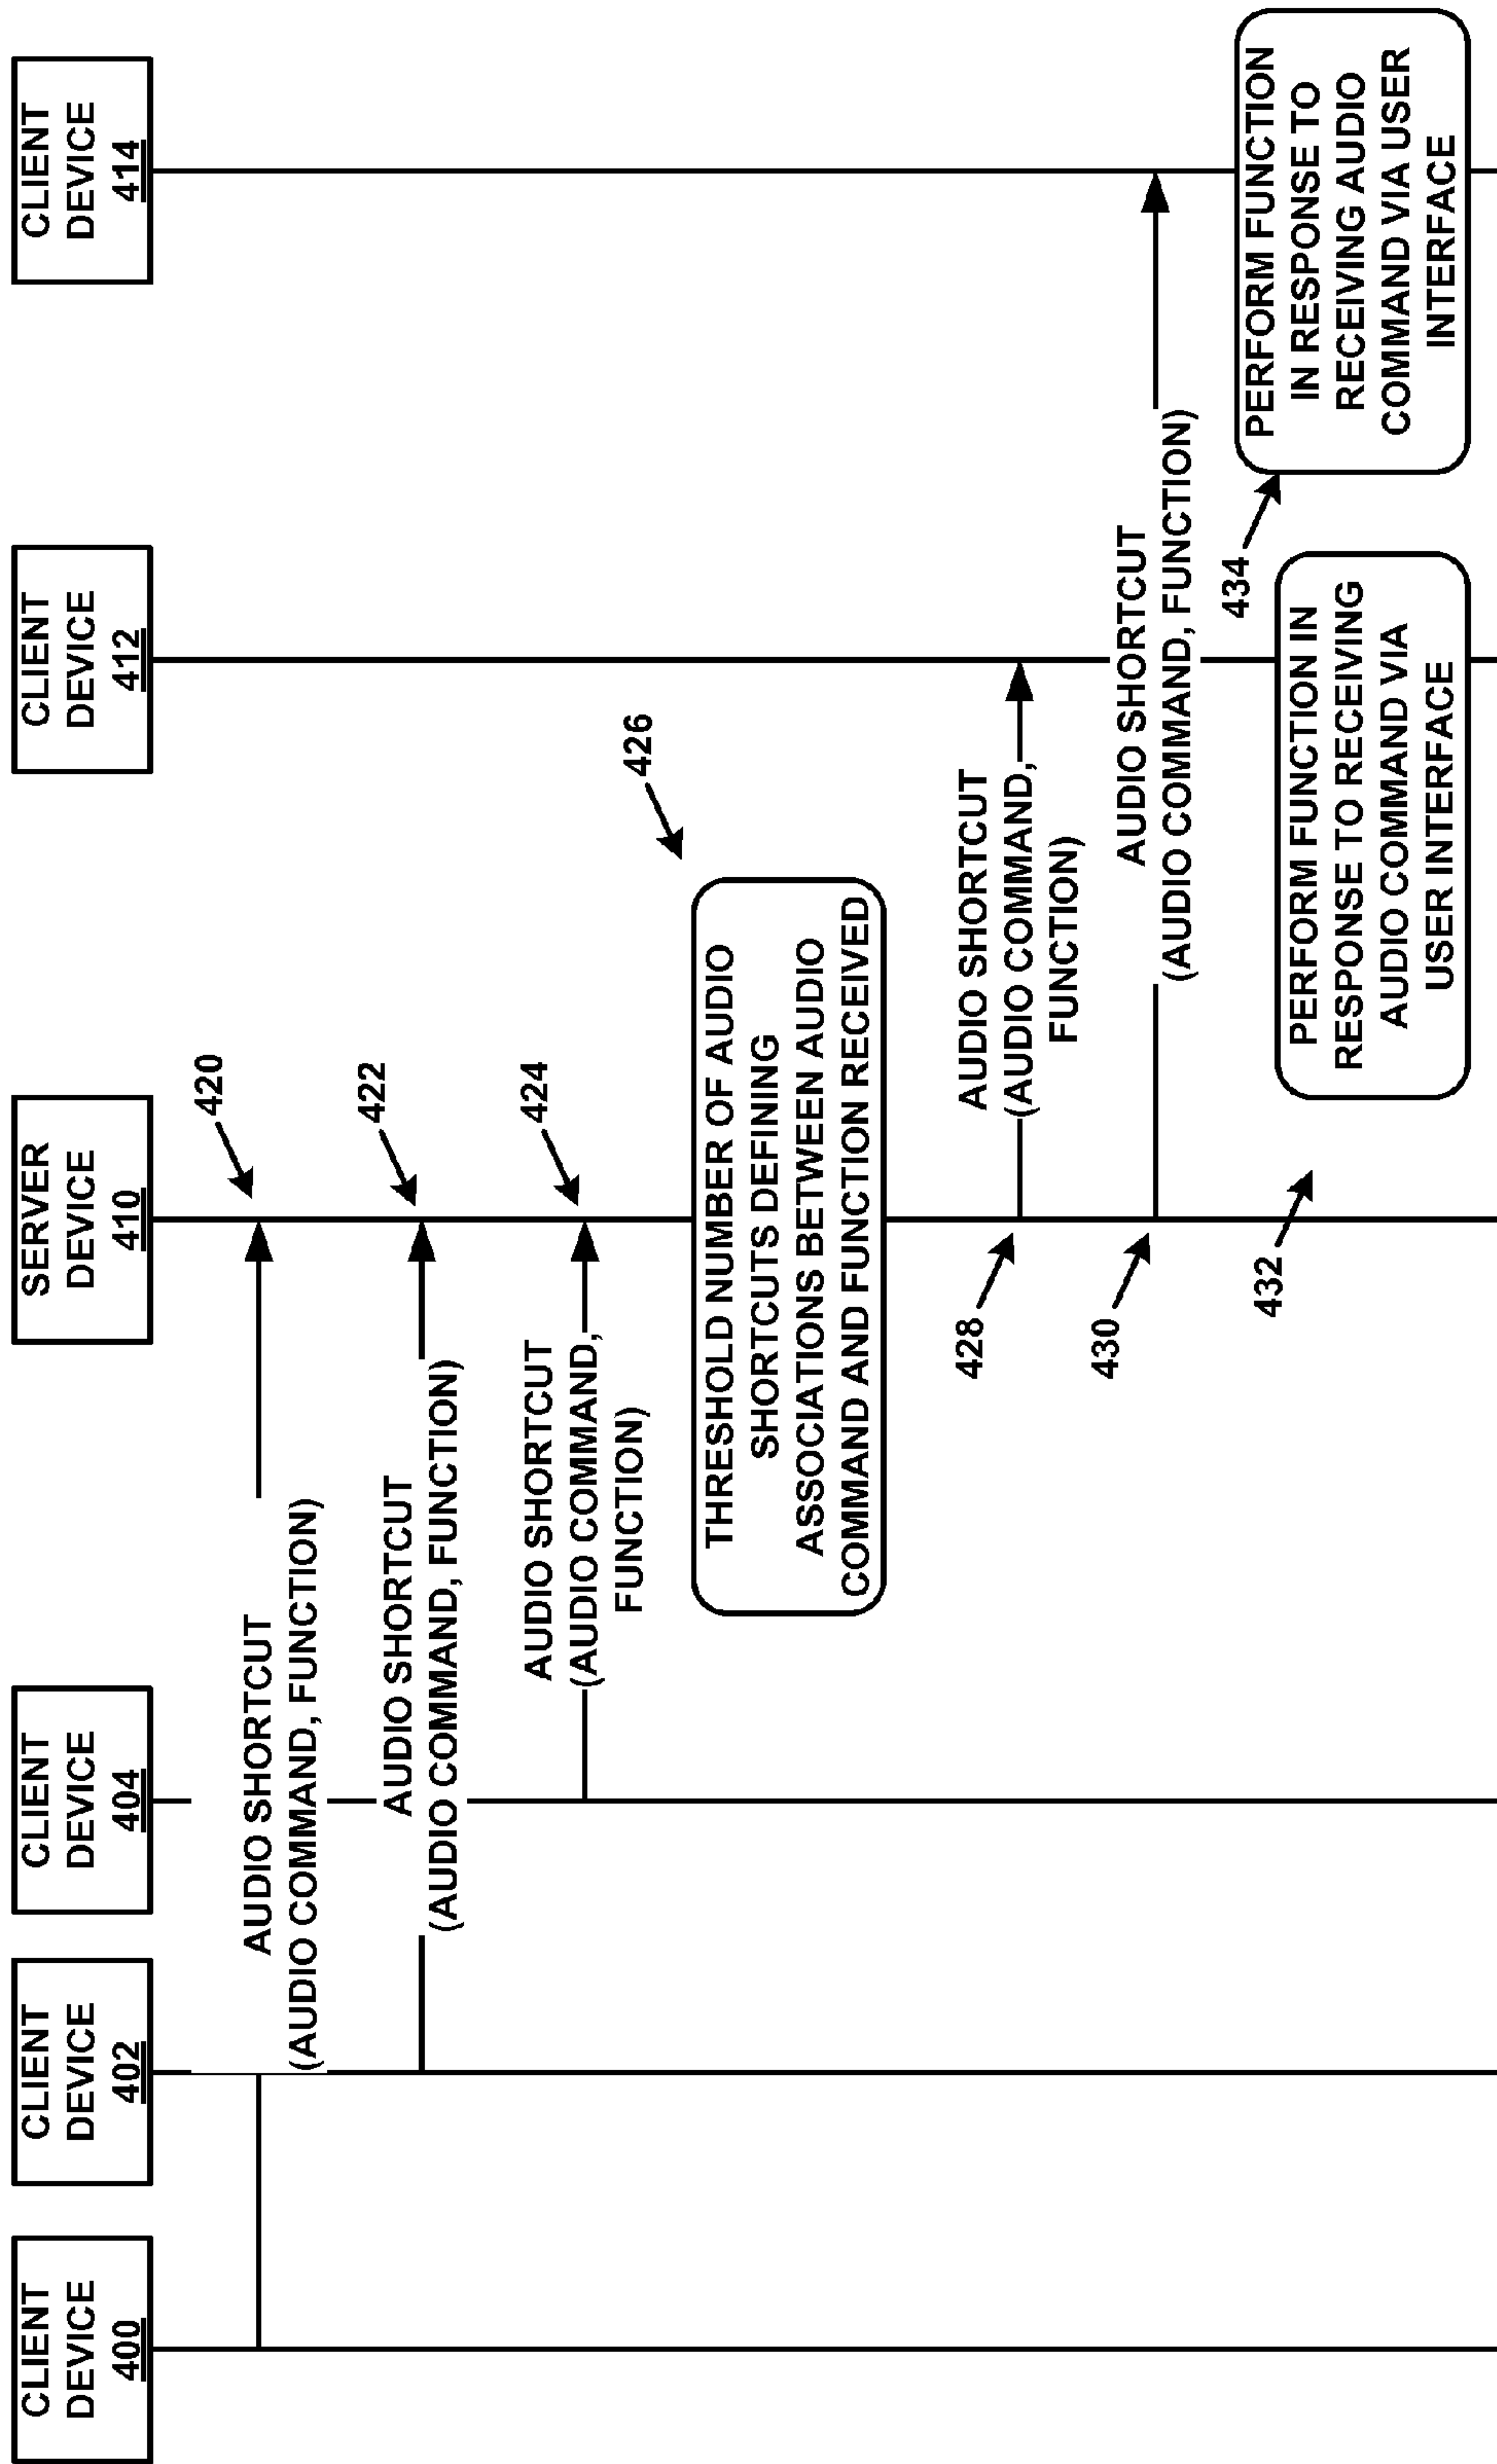 CLIENT
DEVICE
400
CLIENT
DEVICE
402
CLIENT
DEVICE
404
SERVER
DEVICE
410
CLIENT
DEVICE
412
CLIENT
DEVICE
414
AUDIO SHORTCUT
(AUDIO COMMAND, FUNCTION)
420
AUDIO SHORTCUT
(AUDIO COMMAND, FUNCTION)
422
AUDIO SHORTCUT
(AUDIO COMMAND,
FUNCTION)
424
THRESHOLD NUMBER OF AUDIO
SHORTCUTS DEFINING
ASSOCIATIONS BETWEEN AUDIO
COMMAND AND FUNCTION RECEIVED
426
428
AUDIO SHORTCUT
(AUDIO COMMAND,
FUNCTION)
430
AUDIO SHORTCUT
(AUDIO COMMAND, FUNCTION)
432
PERFORM FUNCTION IN
RESPONSE TO RECEIVING
AUDIO COMMAND VIA
USER INTERFACE
434
PERFORM FUNCTION
IN RESPONSE TO
RECEIVING AUDIO
COMMAND VIA USER
INTERFACE